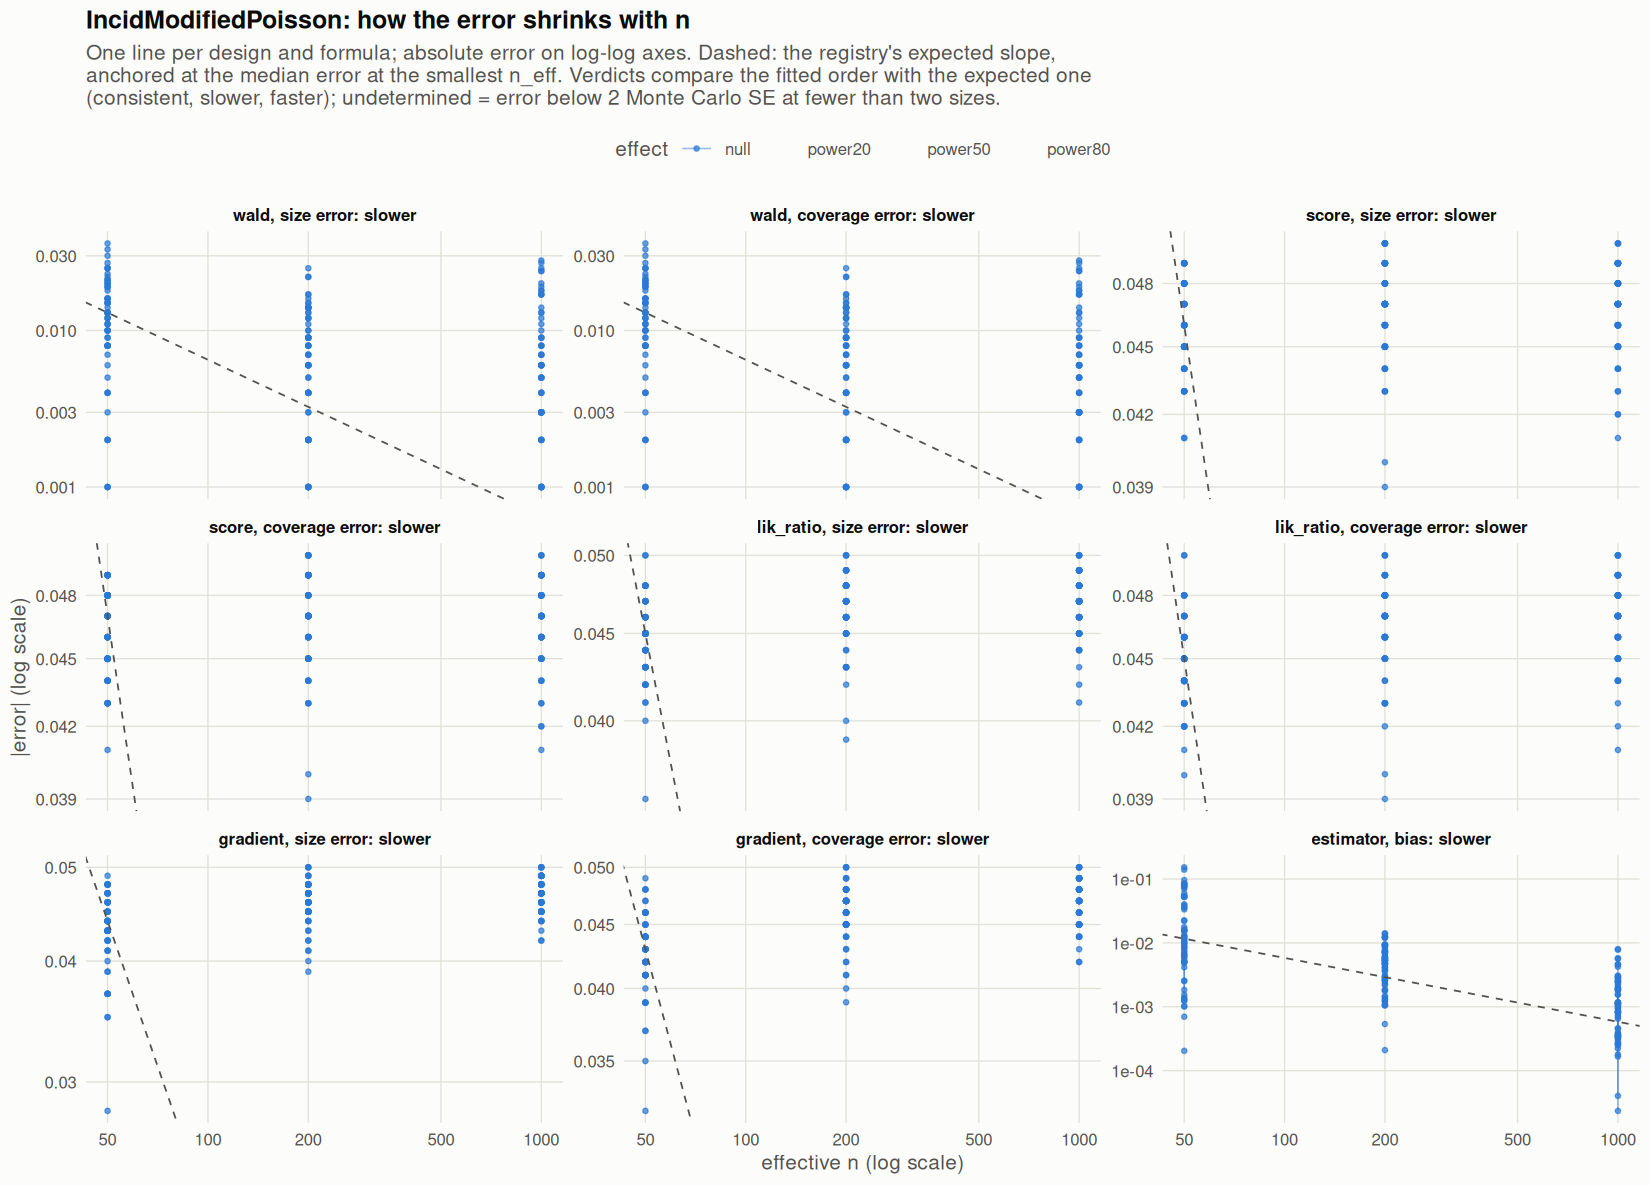 IncidModifiedPoisson: how the error shrinks with n
One line per design and formula; absolute error on log-log axes. Dashed: the registry's expected slope,
anchored at the median error at the smallest n_eff. Verdicts compare the fitted order with the expected one
(consistent, slower, faster); undetermined = error below 2 Monte Carlo SE at fewer than two sizes.
effect null power20 power50 power80
wald, size error: slower
0.030
0.010
0.003
0.001
wald, coverage error: slower
0.030
0.010
0.003
0.001
score, size error: slower
0.048
0.045
0.042
0.039
|error| (log scale)
score, coverage error: slower
0.048
0.045
0.042
0.039
lik_ratio, size error: slower
0.050
0.045
0.040
lik_ratio, coverage error: slower
0.048
0.045
0.042
0.039
gradient, size error: slower
0.05
0.04
0.03
50 100 200 500 1000
gradient, coverage error: slower
0.050
0.045
0.040
0.035
50 100 200 500 1000
estimator, bias: slower
1e-01
1e-02
1e-03
1e-04
50 100 200 500 1000
effective n (log scale)